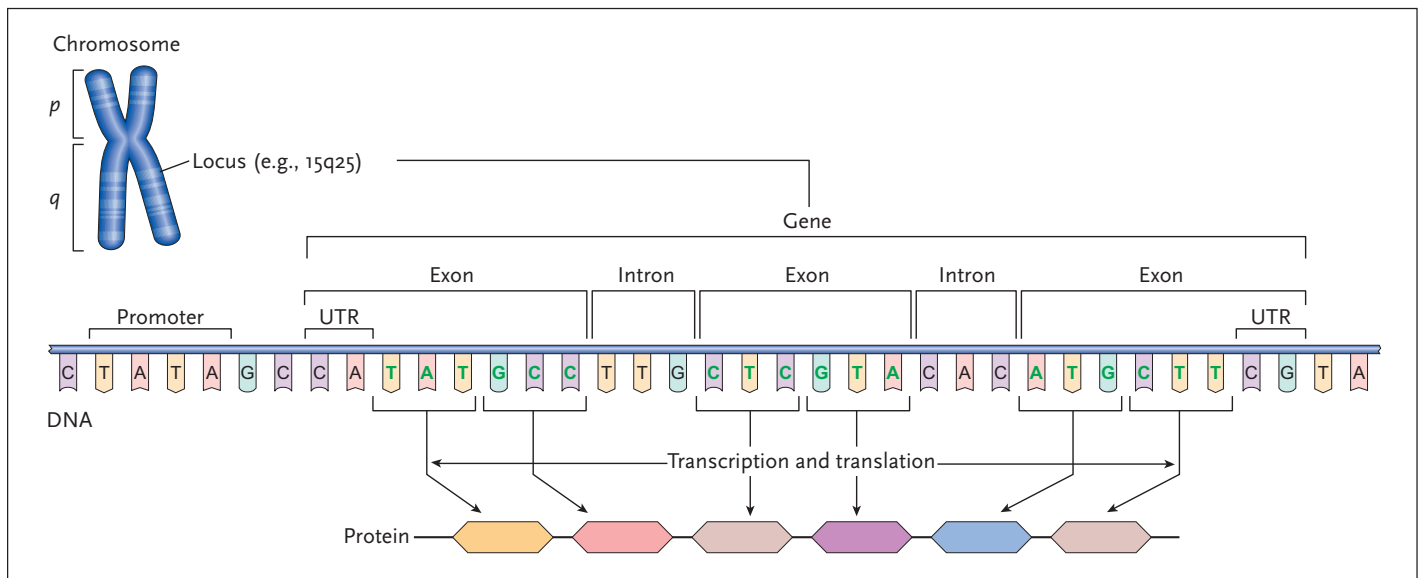 Chromosome
p
q
Locus (e.g., 15q25)
Gene
Exon Intron Exon Intron Exon
Promoter UTR UTR
C T A T A G C C A T A T G C C T T G C T C G T A C A C A T G C T T C G T A
DNA
Transcription and translation
Protein